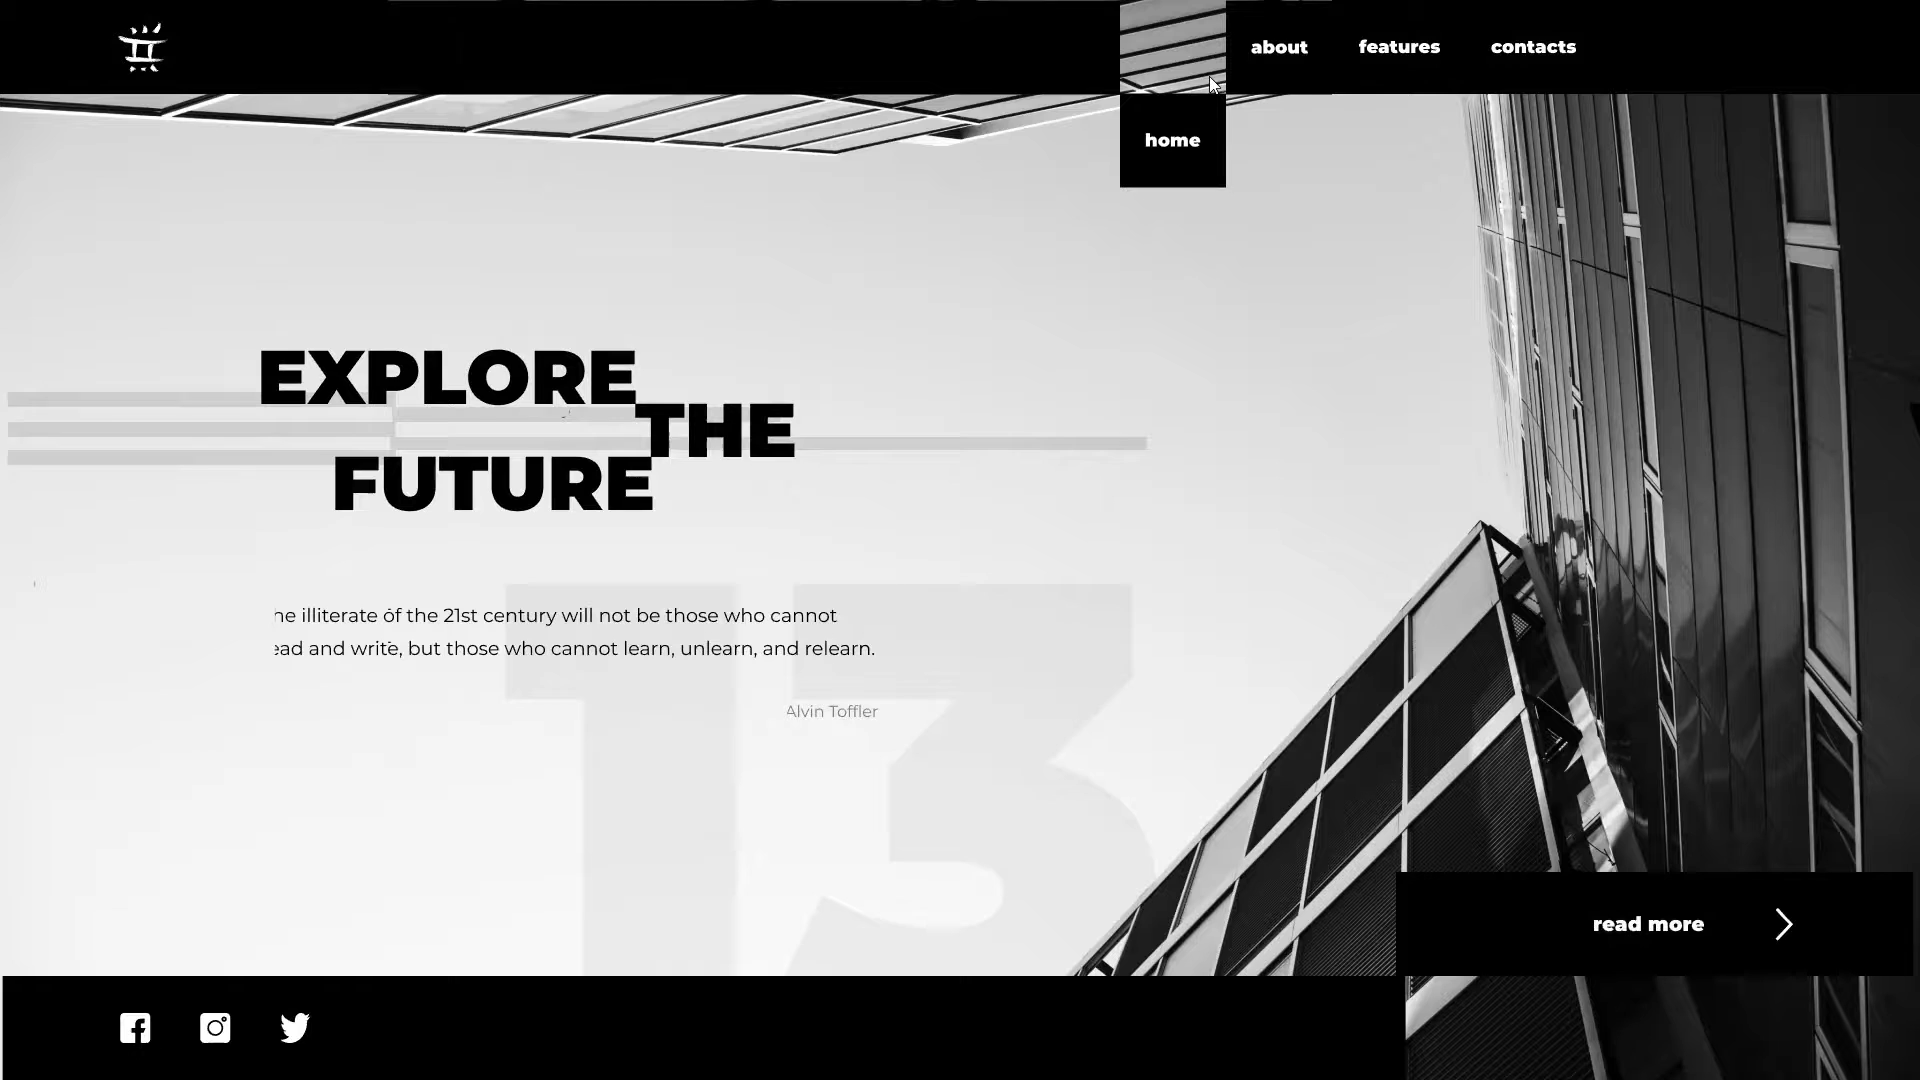 about features contacts
home
EXPLORE
THE
FUTURE
he illiterate of the 21st century will not be those who cannot
ead and write, but those who cannot learn, unlearn, and relearn.
Alvin Toffler
13
read more